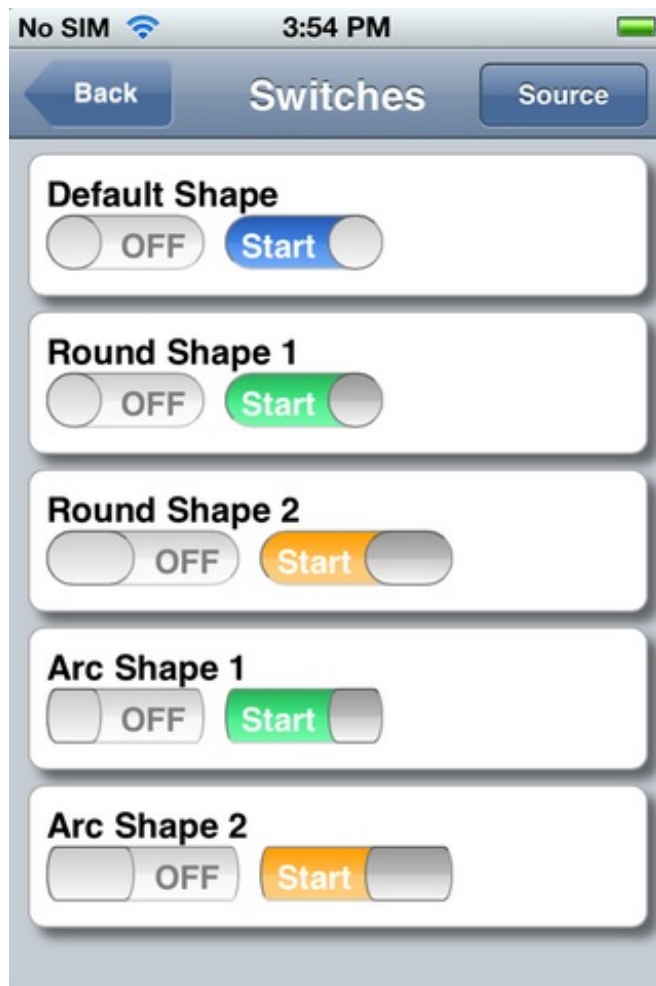 No SIM 3:54 PM
Back Switches Source
Default Shape
OFF Start
Round Shape 1
OFF Start
Round Shape 2
OFF Start
Arc Shape 1
OFF Start
Arc Shape 2
OFF Start